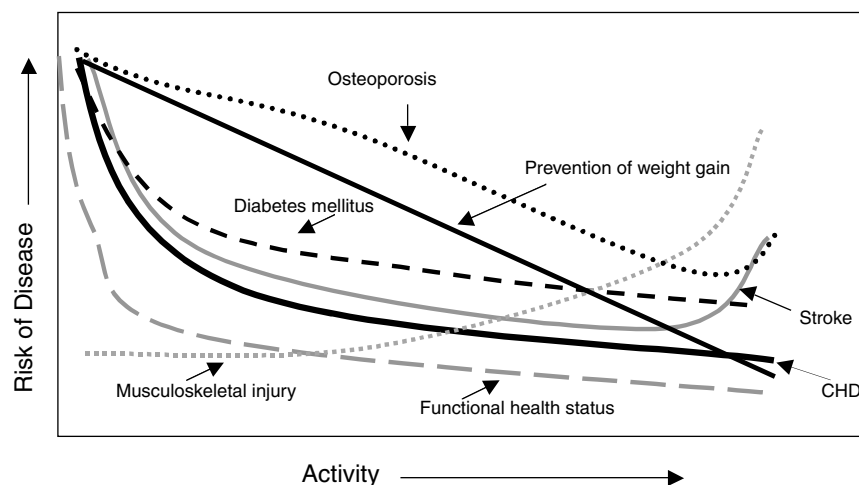 Osteoporosis
Prevention of weight gain
Diabetes mellitus
Risk of Disease
Stroke
Musculoskeletal injury
Functional health status
CHD
Activity